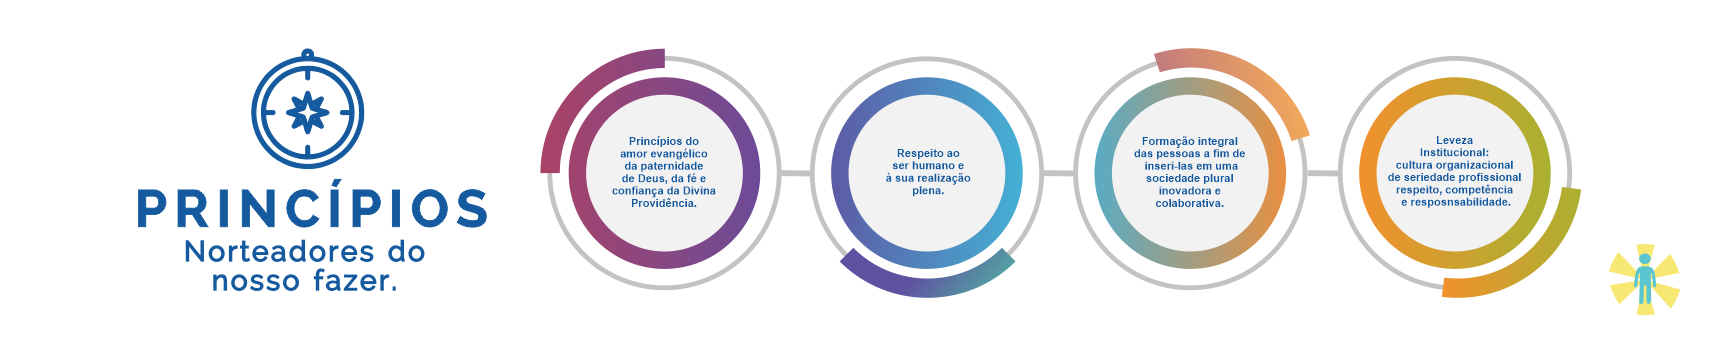 PRINCÍPIOS
Norteadores do
nosso fazer.
Princípios do
amor evangélico
da paternidade
de Deus, da fé e
confiança da Divina
Providência.
Respeito ao
ser humano e
à sua realização
plena.
Formação integral
das pessoas a fim de
inseri-las em uma
sociedade plural
inovadora e
colaborativa.
Leveza
Institucional:
cultura organizacional
de seriedade profissional
respeito, competência
e resposnsabilidade.